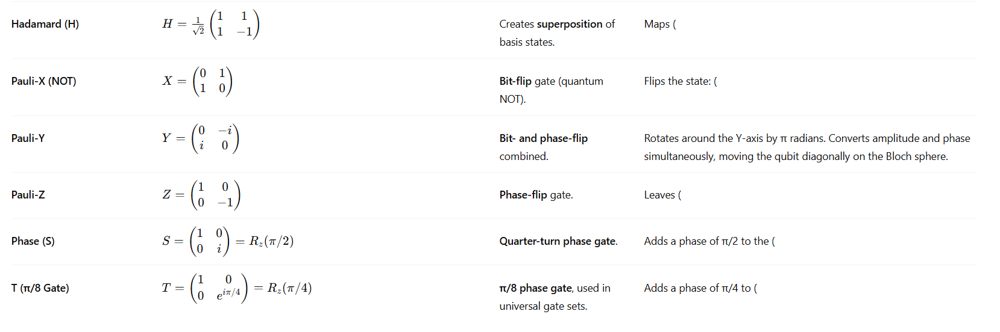 Hadamard (H) H = 1/√2 (1 1; 1 −1) Creates superposition of Maps (
basis states.
Pauli-X (NOT) X = (0 1; 1 0) Bit-flip gate (quantum Flips the state: (
NOT).
Pauli-Y Y = (0 −i; i 0) Bit- and phase-flip Rotates around the Y-axis by π radians. Converts amplitude and phase
combined. simultaneously, moving the qubit diagonally on the Bloch sphere.
Pauli-Z Z = (1 0; 0 −1) Phase-flip gate. Leaves (
Phase (S) S = (1 0; 0 i) = R_z(π/2) Quarter-turn phase gate. Adds a phase of π/2 to the (
T (π/8 Gate) T = (1 0; 0 e^{iπ/4}) = R_z(π/4) π/8 phase gate, used in Adds a phase of π/4 to (
universal gate sets.